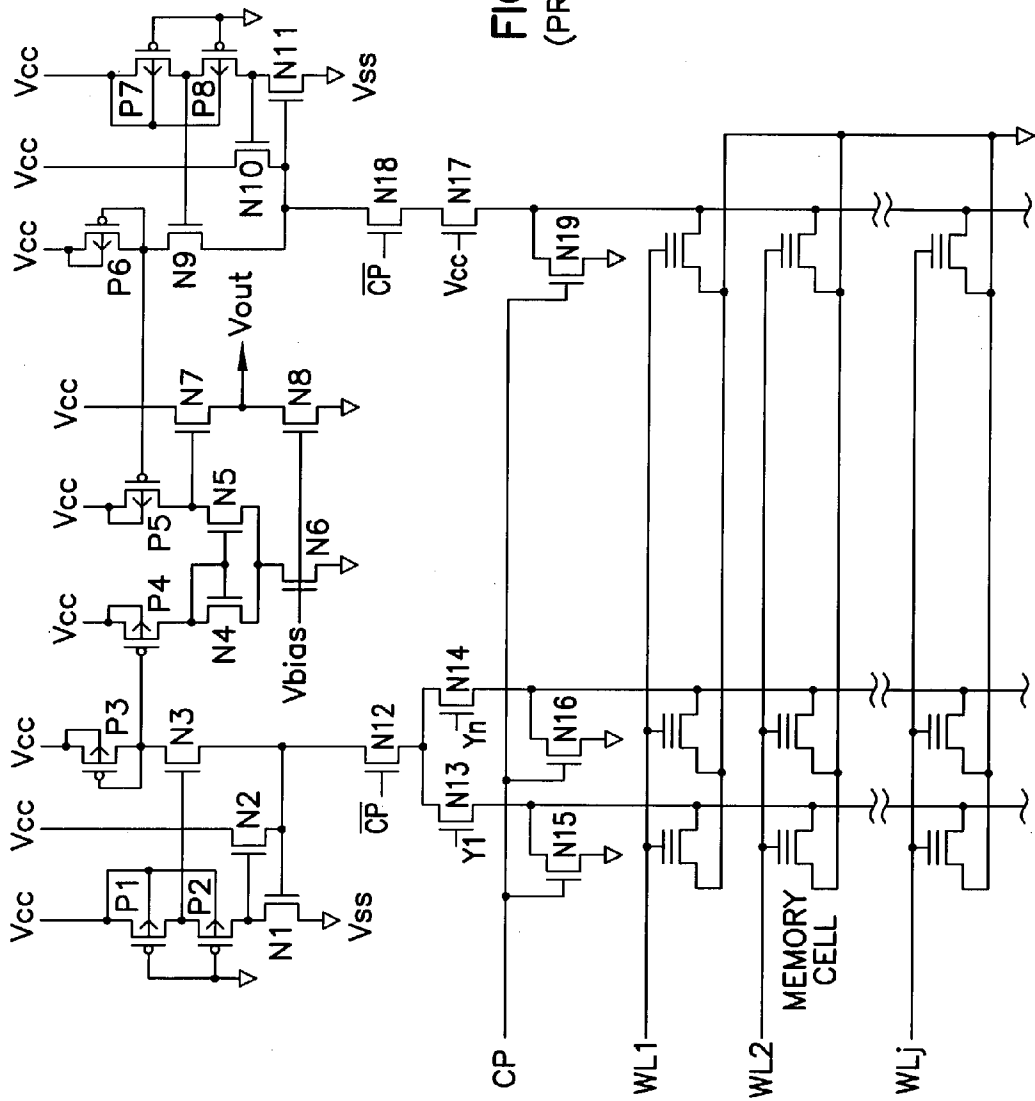 Vcc
Vcc
Vcc
Vcc
Vcc
Vcc
Vcc
Vcc
Vcc
P1
P2
P3
P4
P5
P6
P7
P8
N1
N2
N3
N4
N5
N6
N7
N8
N9
N10
N11
Vss
Vss
Vbias
Vout
FIG
(PR
C̅P̅
N12
C̅P̅
N18
Y1
N13
Yn
N14
Vcc
N17
N15
N16
N19
CP
WL1
WL2
MEMORY
CELL
WLj